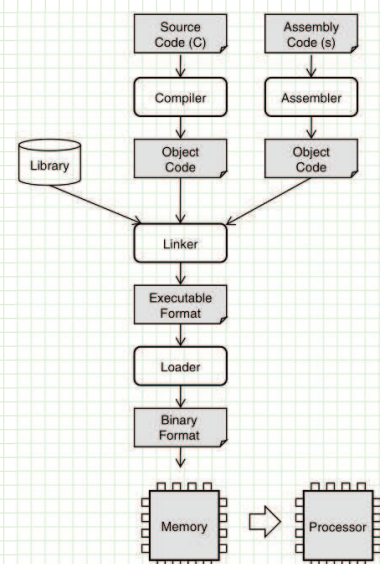 Source
Code (C)
Assembly
Code (s)
Compiler
Assembler
Library
Object
Code
Object
Code
Linker
Executable
Format
Loader
Binary
Format
Memory
Processor